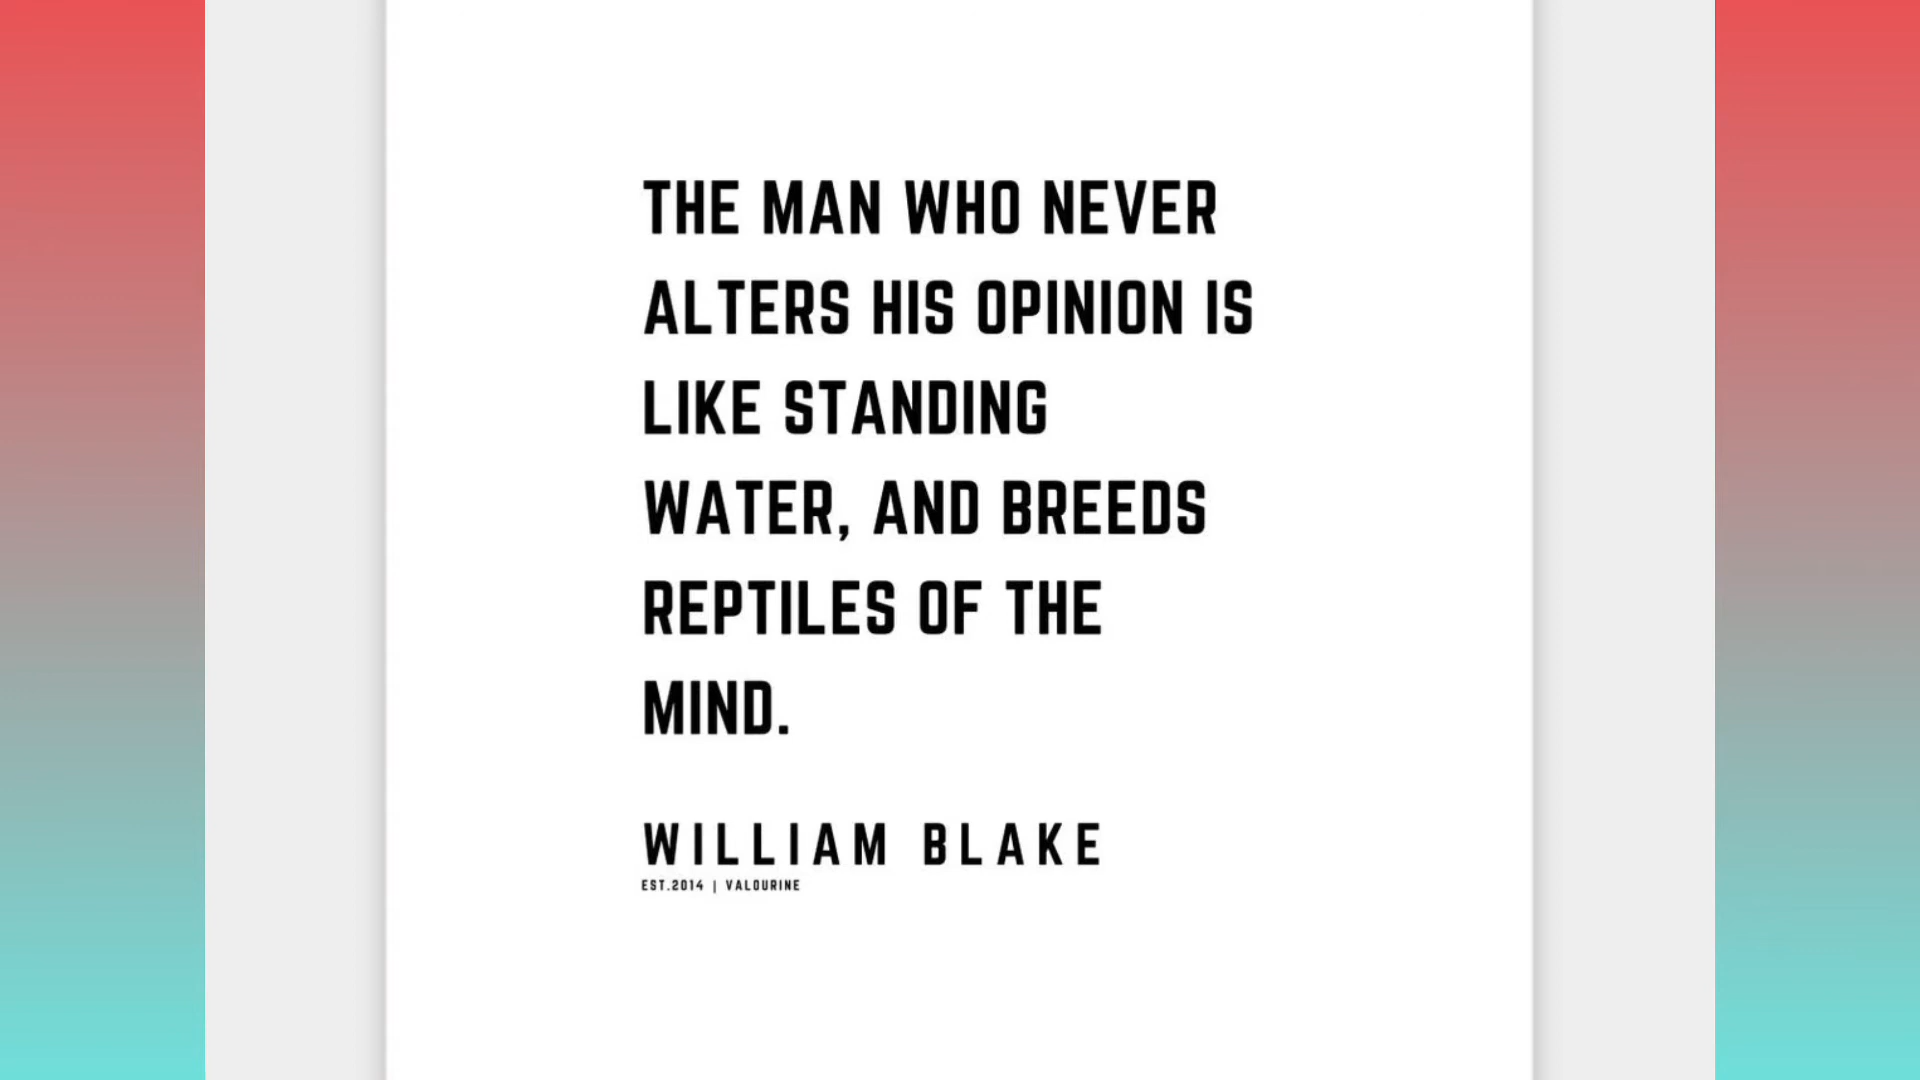 THE MAN WHO NEVER
ALTERS HIS OPINION IS
LIKE STANDING
WATER, AND BREEDS
REPTILES OF THE
MIND.
WILLIAM BLAKE
EST.2014 | VALOURINE